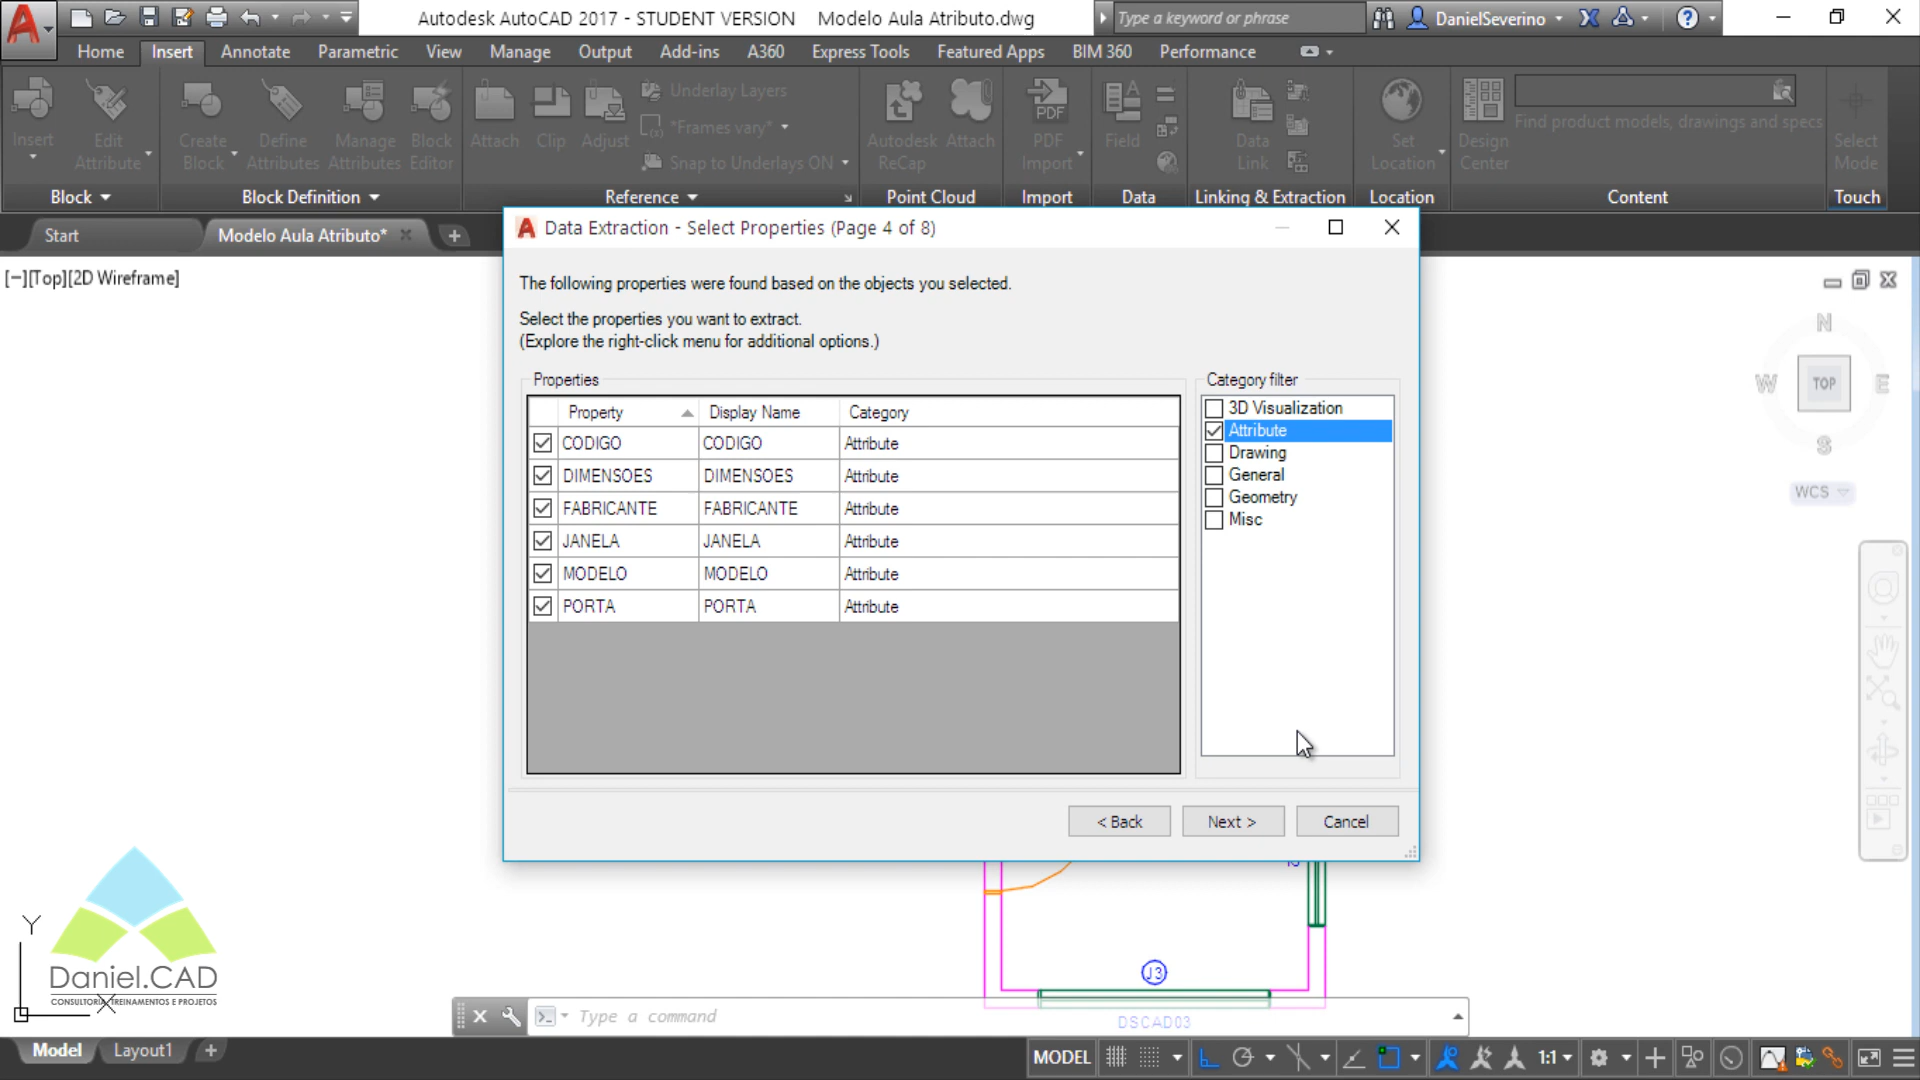 Autodesk AutoCAD 2017 - STUDENT VERSION Modelo Aula Atributo.dwg
Type a keyword or phrase
DanielSeverino
Home Insert Annotate Parametric View Manage Output Add-ins A360 Express Tools Featured Apps BIM 360 Performance
Insert
Edit Attribute
Create Block
Define Attributes
Manage Attributes
Block Editor
Attach
Clip
Adjust
Underlay Layers
*Frames vary*
Snap to Underlays ON
Autodesk ReCap
Attach
PDF Import
PDF
Field
Data Link
Set Location
Design Center
Find product models, drawings and specs
Select Mode
Block Block Definition Reference Point Cloud Import Data Linking & Extraction Location Content Touch
Start Modelo Aula Atributo*
[−][Top][2D Wireframe]
Data Extraction - Select Properties (Page 4 of 8)
The following properties were found based on the objects you selected.
Select the properties you want to extract.
(Explore the right-click menu for additional options.)
Properties
Property Display Name Category
CODIGO CODIGO Attribute
DIMENSOES DIMENSOES Attribute
FABRICANTE FABRICANTE Attribute
JANELA JANELA Attribute
MODELO MODELO Attribute
PORTA PORTA Attribute
Category filter
3D Visualization
Attribute
Drawing
General
Geometry
Misc
< Back Next > Cancel
N
W TOP E
S
WCS
J3
DSCAD03
Y
X
Daniel.CAD
CONSULTORIA, TREINAMENTOS E PROJETOS
Type a command
Model Layout1 +
MODEL 1:1